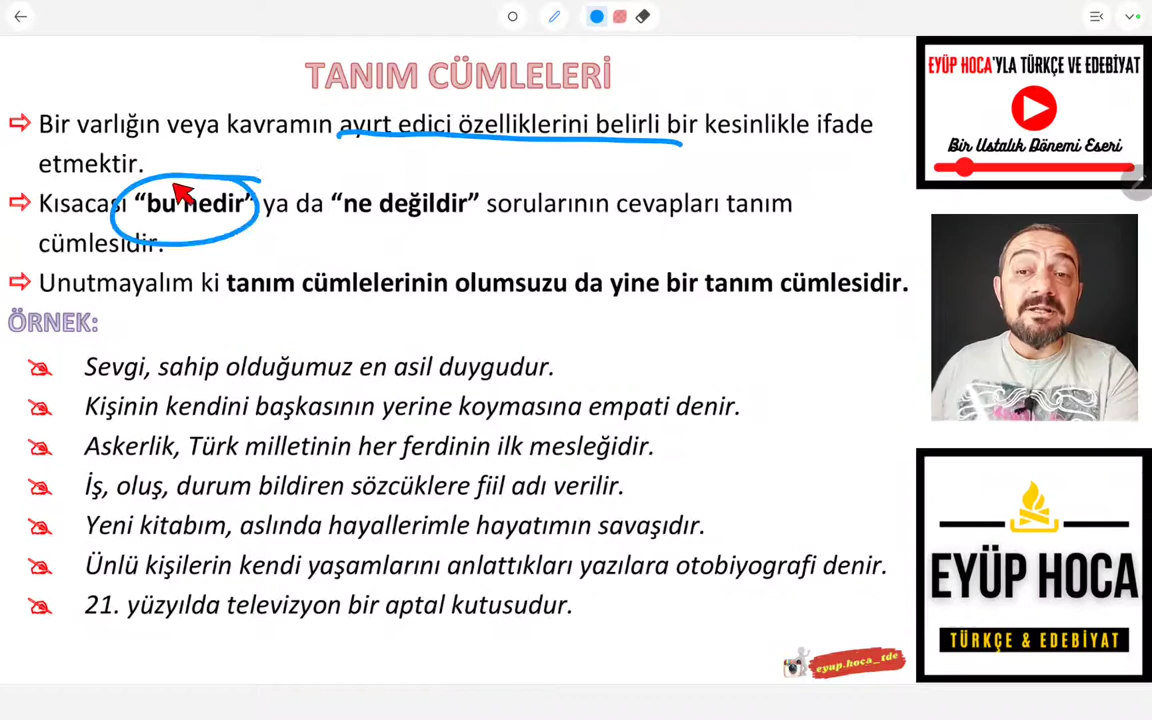 TANIM CÜMLELERİ
Bir varlığın veya kavramın ayırt edici özelliklerini belirli bir kesinlikle ifade
etmektir.
Kısacası “bu nedir” ya da “ne değildir” sorularının cevapları tanım
cümlesidir.
Unutmayalım ki tanım cümlelerinin olumsuzu da yine bir tanım cümlesidir.
ÖRNEK:
Sevgi, sahip olduğumuz en asil duygudur.
Kişinin kendini başkasının yerine koymasına empati denir.
Askerlik, Türk milletinin her ferdinin ilk mesleğidir.
İş, oluş, durum bildiren sözcüklere fiil adı verilir.
Yeni kitabım, aslında hayallerimle hayatımın savaşıdır.
Ünlü kişilerin kendi yaşamlarını anlattıkları yazılara otobiyografi denir.
21. yüzyılda televizyon bir aptal kutusudur.
eyup.hoca_tde
EYÜP HOCA'YLA TÜRKÇE VE EDEBİYAT
Bir Ustalık Dönemi Eseri
EYÜP HOCA
TÜRKÇE & EDEBİYAT